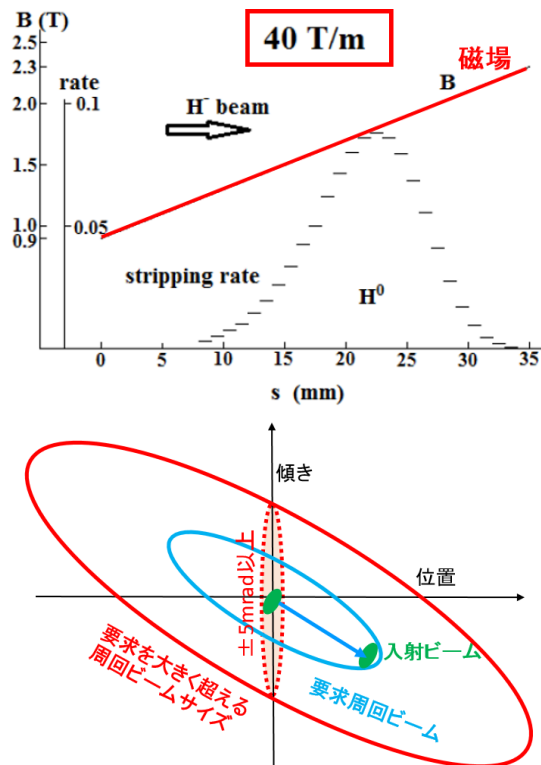 B (T)
40 T/m
2.5
2.3
磁場
rate
B
2.0
0.1
H⁻ beam
1.5
1.0
0.05
0.9
stripping rate
H⁰
0
5
10
15
20
25
30
35
s (mm)
傾き
±5mrad以上
位置
入射ビーム
要求を大きく超える
周回ビームサイズ
要求周回ビーム